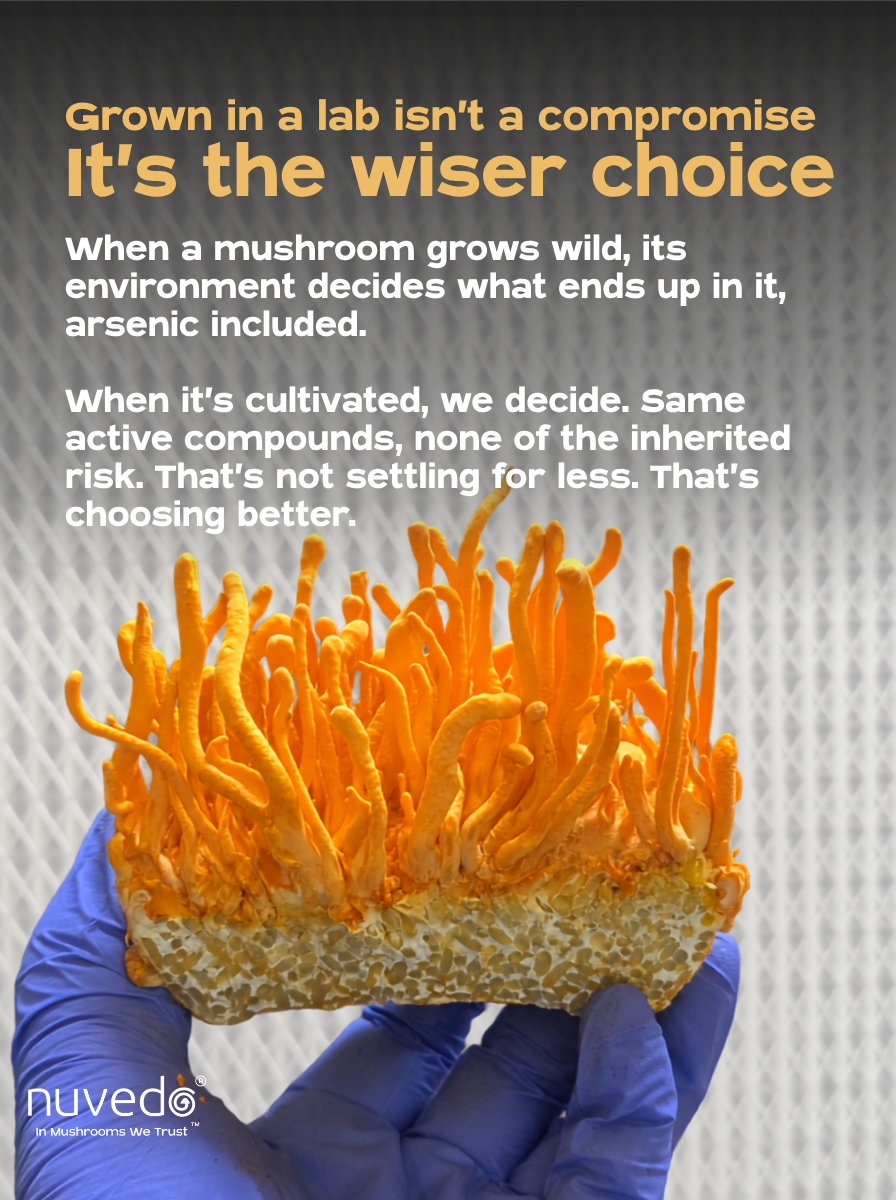 Grown in a lab isn't a compromise
It's the wiser choice
When a mushroom grows wild, its
environment decides what ends up in it,
arsenic included.
When it's cultivated, we decide. Same
active compounds, none of the inherited
risk. That's not settling for less. That's
choosing better.
nuvedo®
In Mushrooms We Trust™